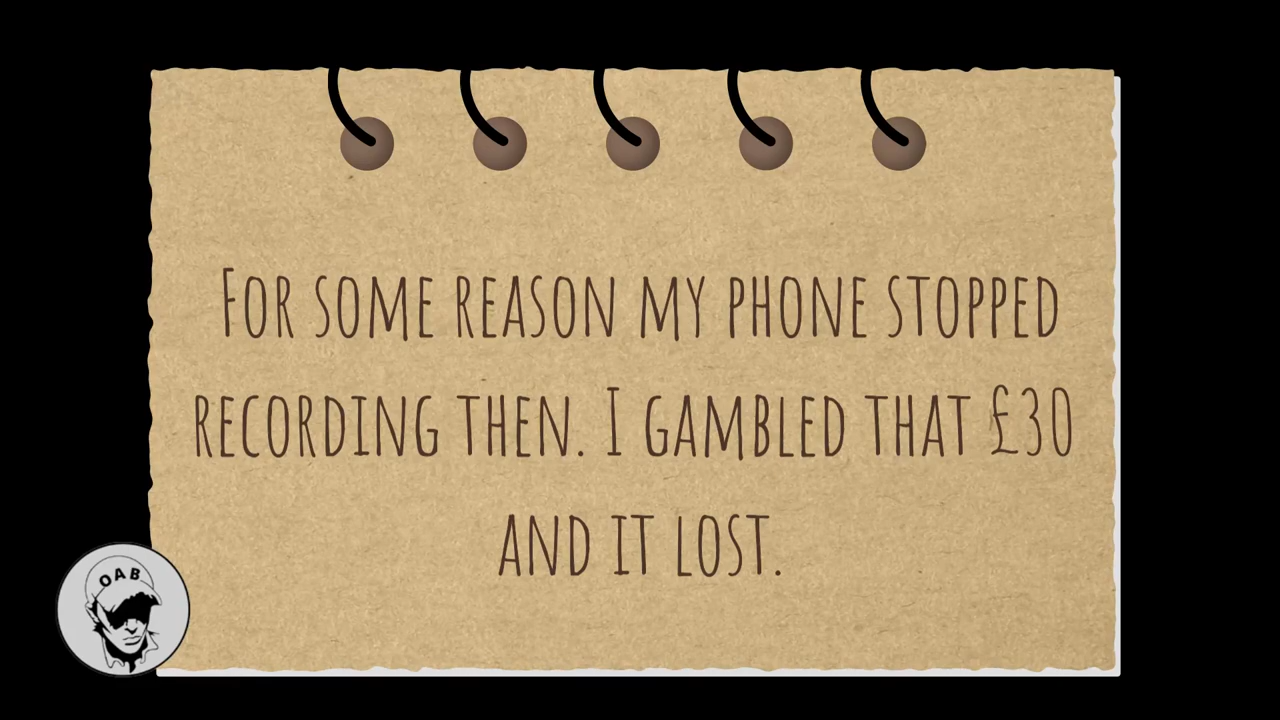 For some reason my phone stopped
recording then. I gambled that £30
and it lost.
OAB